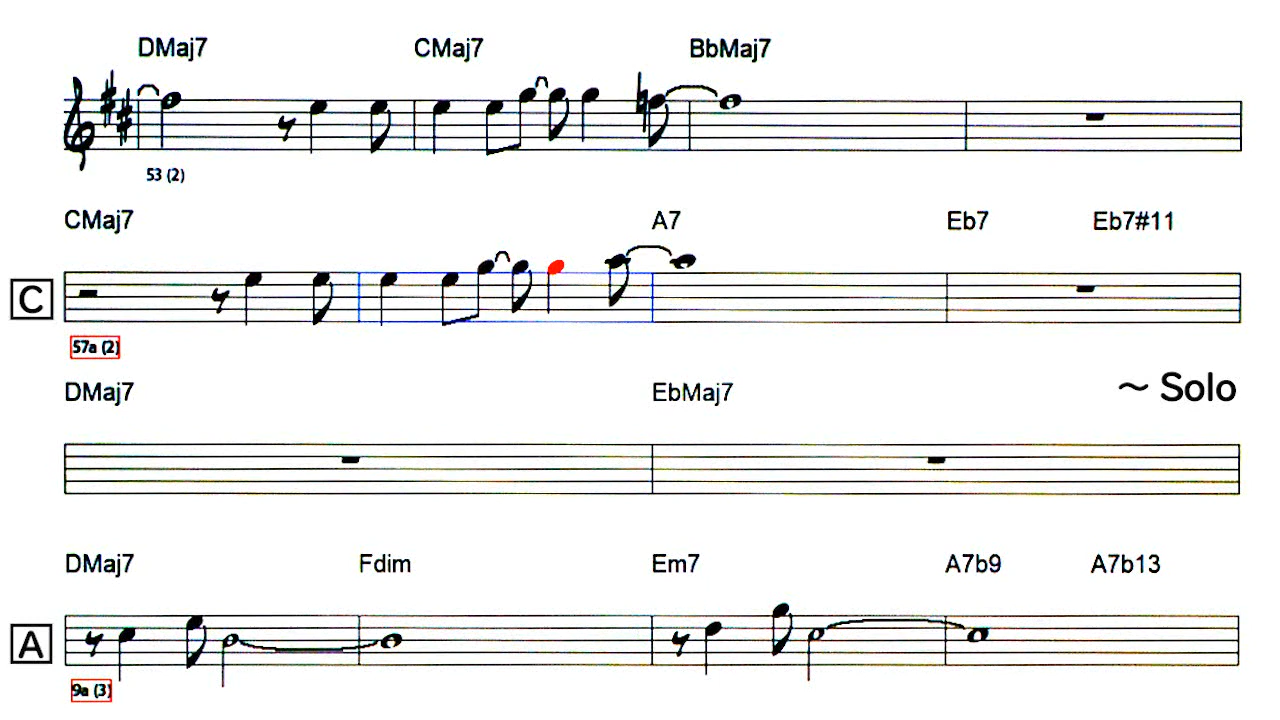 DMaj7 CMaj7 BbMaj7
53 (2)
CMaj7 A7 Eb7 Eb7#11
C
57a (2)
DMaj7 EbMaj7 ～ Solo
DMaj7 Fdim Em7 A7b9 A7b13
A
9a (3)